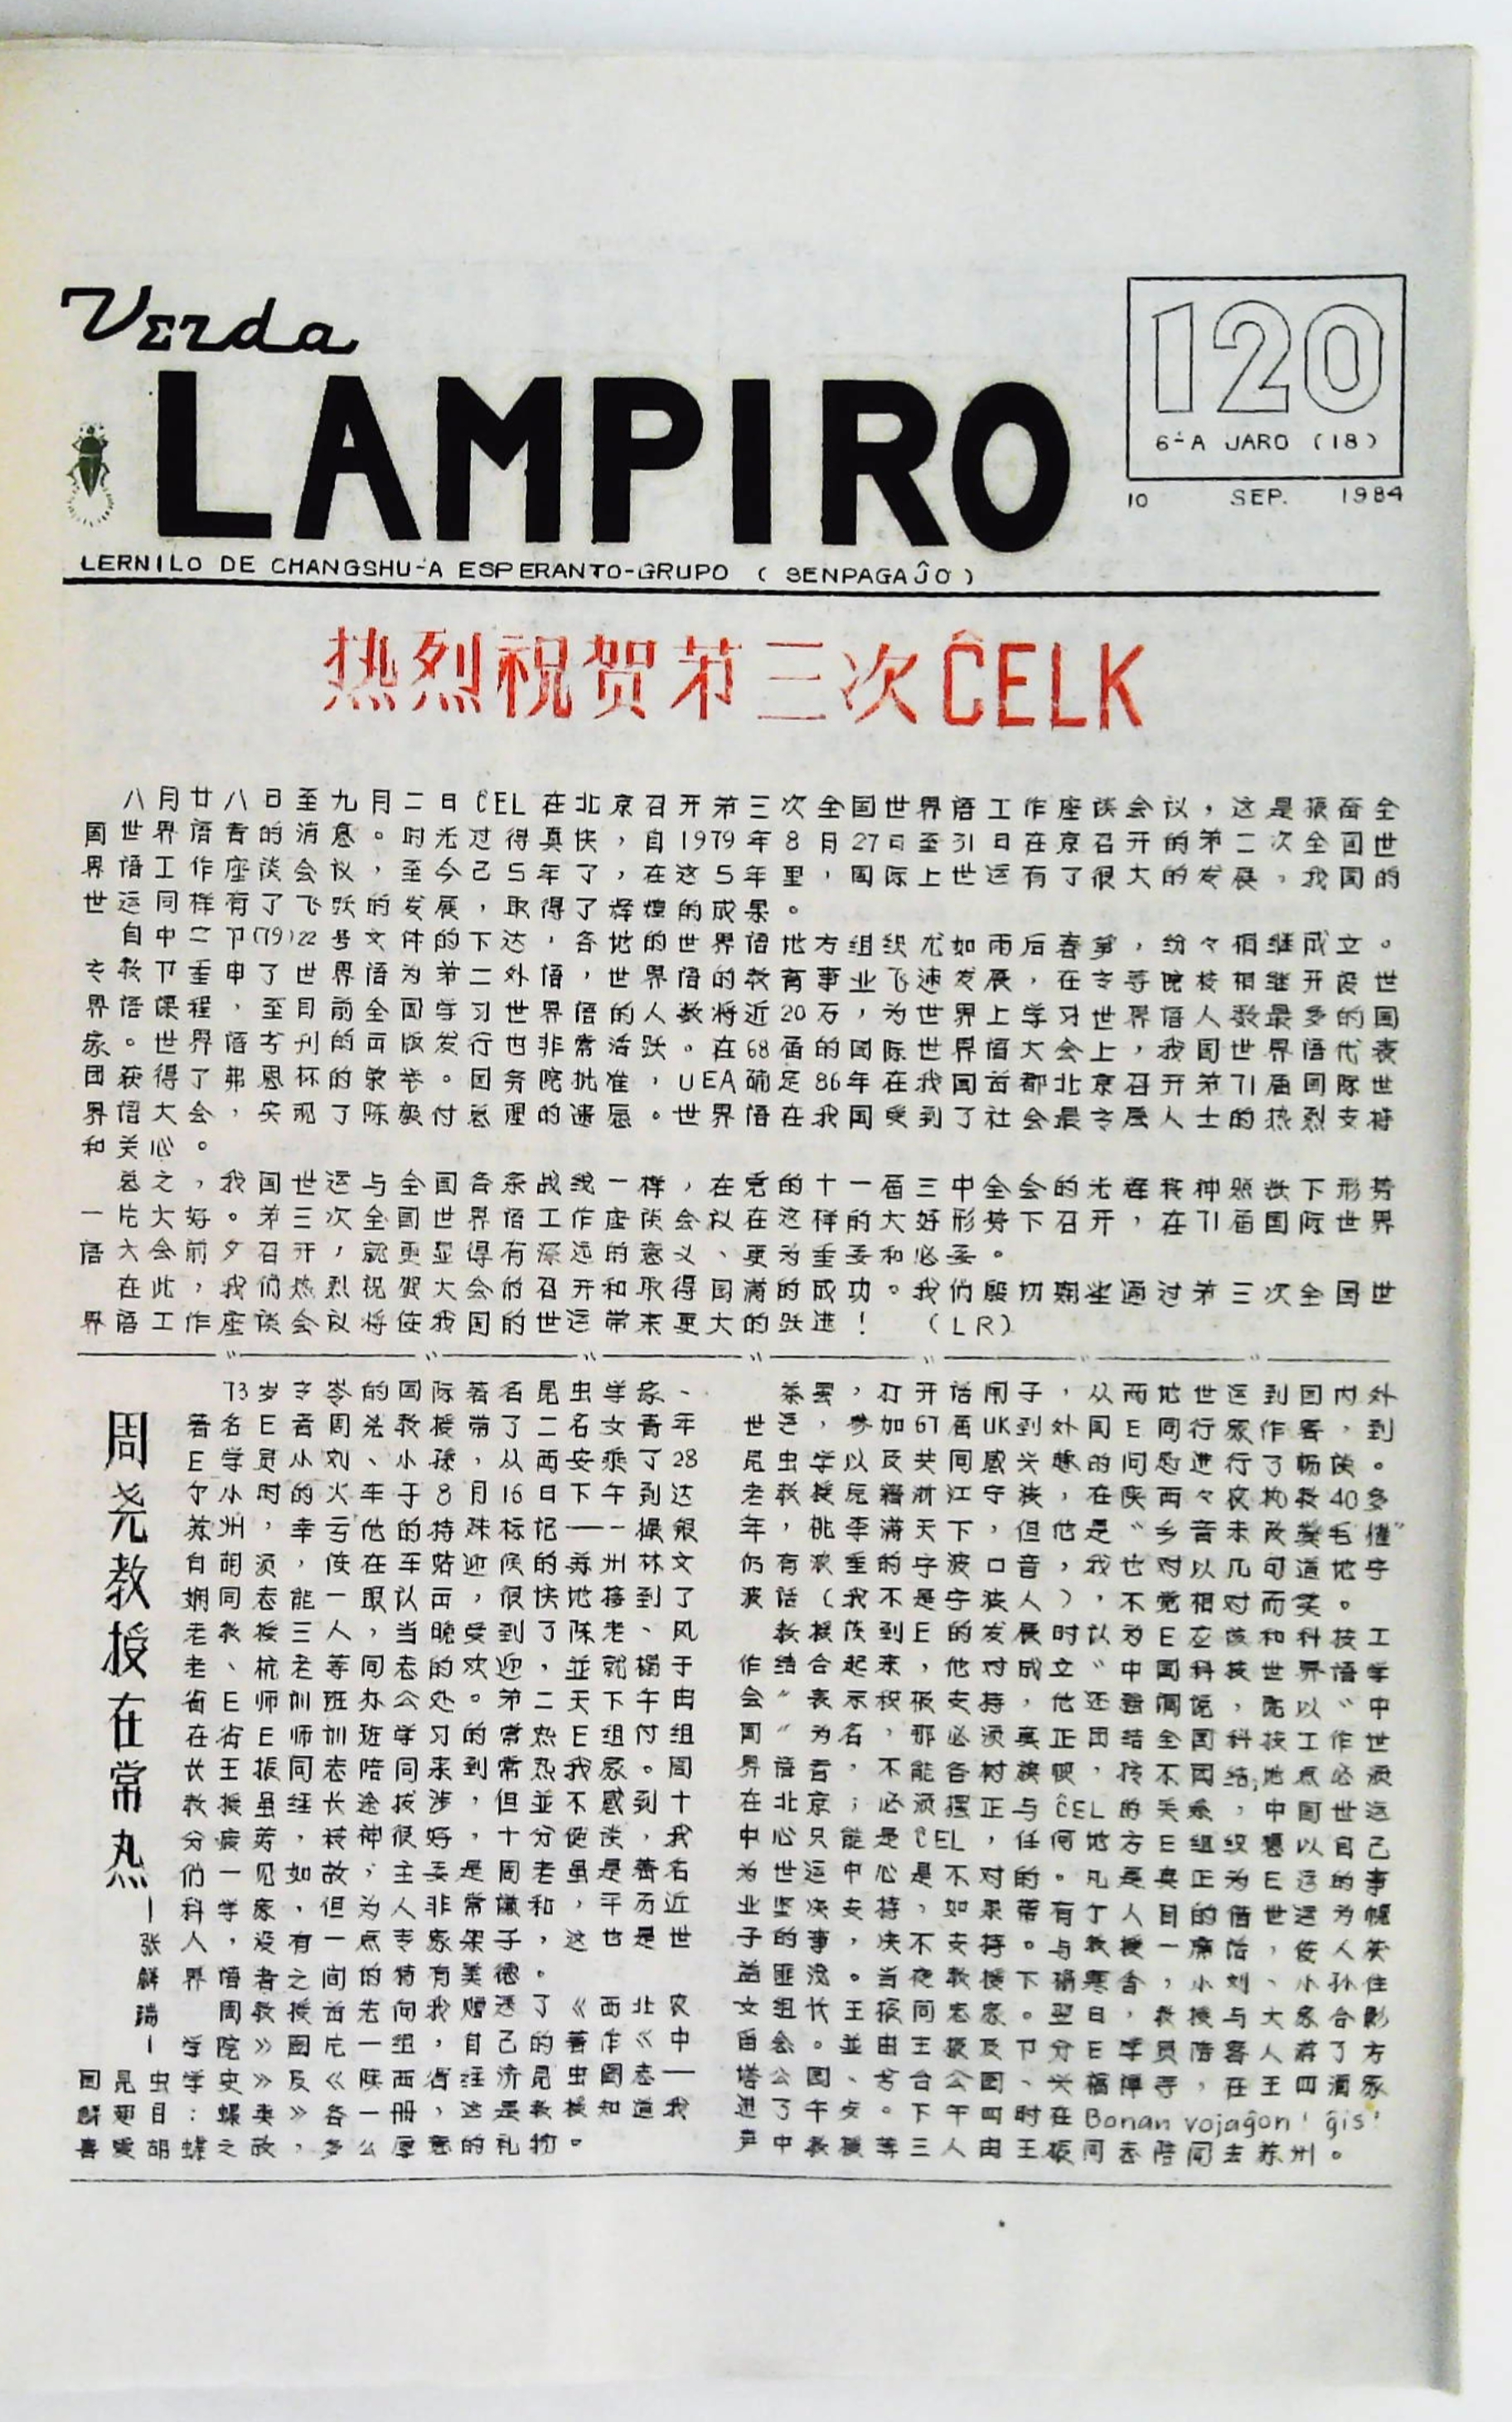 Verda
LAMPIRO
120
6-A JARO (18)
10 SEP. 1984
LERNILO DE CHANGSHU-A ESPERANTO-GRUPO ( SENPAGAĴO )
热烈祝贺第三次ĈELK
八月廿八日至九月二日ĈEL在北京召开第三次全国世界语工作座谈会议，这是振奋全
国世界语者的消息。时光过得真快，自1979年8月27日至31日在京召开的第二次全国世
界语工作座谈会议，至今已5年了，在这5年里，国际上世运有了很大的发展，我国的
世运同样有了飞跃的发展，取得了辉煌的成果。
自中二卩(79)22号文件的下达，各地的世界语地方组织尤如雨后春笋，纷々相继成立。
专教卩重申了世界语为第二外语，世界语的教育事业飞速发展，在专等院校相继开设世
界语课程，至目前全国学习世界语的人数将近20万，为世界上学习世界语人数最多的国
家。世界语书刊的出版发行也非常活跃。在68届的国际世界语大会上，我国世界语代表
团获得了弗恩杯的荣誉。国务院批准，UEA确定86年在我国首都北京召开第71届国际世
界语大会，实现了陈毅付总理的遗愿。世界语在我国受到了社会最专层人士的热烈支持
和关心。
总之，我国世运与全国各条战线一样，在党的十一届三中全会的光辉精神照跃下形势
一片大好。第三次全国世界语工作座谈会议在这样的大好形势下召开，在71届国际世界
语大会前夕召开，就更显得有深远的意义、更为重要和必要。
在此，我们热烈祝贺大会的召开和取得园满的成功。我们殷切期望通过第三次全国世
界语工作座谈会议将使我国的世运带来更大的跃进！ （LR）
周尧教授在常热
—张鲜瑞—
73岁专令的国际著名昆虫学家、
著名E者周尧教授带了二名女青年
E学员小刘、小孙，从西安乘了28
个小时的火车于8月16日下午到达
苏州，幸亏他的特殊标记——一撮银
白胡须，使在车站迎候的苏州林文
娴同志能一眼认出，很快地接到了
老教授三人，当晚受到了陈老、风
老、杭老等同志的欢迎，並就榻于
省E师训班办公处。第二天下午由
在省E师训班学习的常热E组付组
长王振同志陪同来到常热我家。周
教授虽经长途拔涉，但並不感到十
分疲劳，精神很好，十分健谈，我
们一见如故；主要是周老虽是著名
科学家，但为人非常谦和，平历近
人，没有一点专家架子，这也是世
界语者之间的特有美德。
周教授首先向我赠送了《西北农
学院》图片一组，自己的著作《中
国昆虫学史》及《陕西省经济昆虫图志—
鳞翅目：蝶类》各一册，这是教授知道我
喜爱胡蝶之故，多么厚意的礼物。
茶罢，打开话闸子，从两地世运到国内外
世运，参加67届UK到外国E同行家作客，到
昆虫学以及共同感兴趣的问题进行了畅谈。
老教授原籍浙江宁波，在陕西々农执教40多
年，桃李满天下，但他是“乡音未改鬓毛催”
仍有浓重的宁波口音，我也对以几句道地宁
波话（我不是宁波人），不觉相对而笑。
教授谈到E的发展时认为E应该和科技工
作结合起来，他对成立“中国科技世界语学
会”表示积极支持，他还强调说，既以“中
国”为名，那必须真正团结全国科技工作世
界语者，不能各树旗帜，搞不团结;地点必须
在北京；必须摆正与ĈEL的关系，中国世运
中心只能是ĈEL，任何地方E组织想以自己
为世运中心是不对的。凡是真正为E运的事
业坚决支持，如果带有个人目的借世运为幌
子的事，决不支持。与教授一席话，使人获
益匪浅。当夜教授下榻寒舍，小刘、小孙住
女组长王振同志家。翌日，教授与大家合影
留念。並由王振及卩分E学员陪客人游了方
塔公园、书台公园、兴福禅寺，在王四酒家
进了午歺。下午四时在Bonan vojaĝon! ĝis!
声中教授等三人由王振同志陪同去苏州。